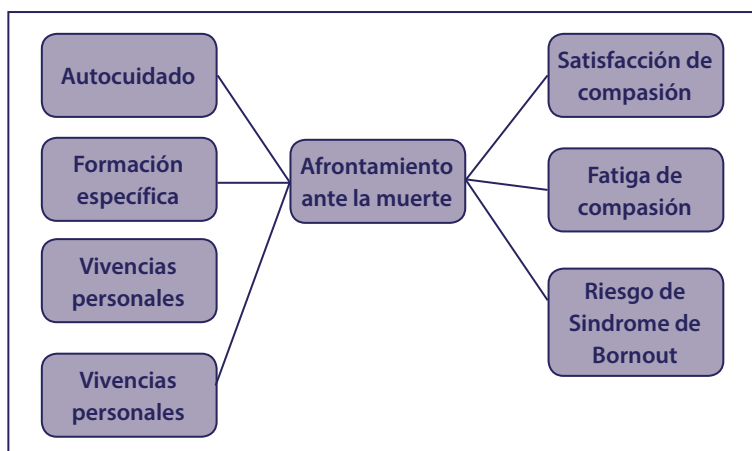 Autocuidado
Formación
específica
Vivencias
personales
Vivencias
personales
Afrontamiento
ante la muerte
Satisfacción de
compasión
Fatiga de
compasión
Riesgo de
Sindrome de
Bornout